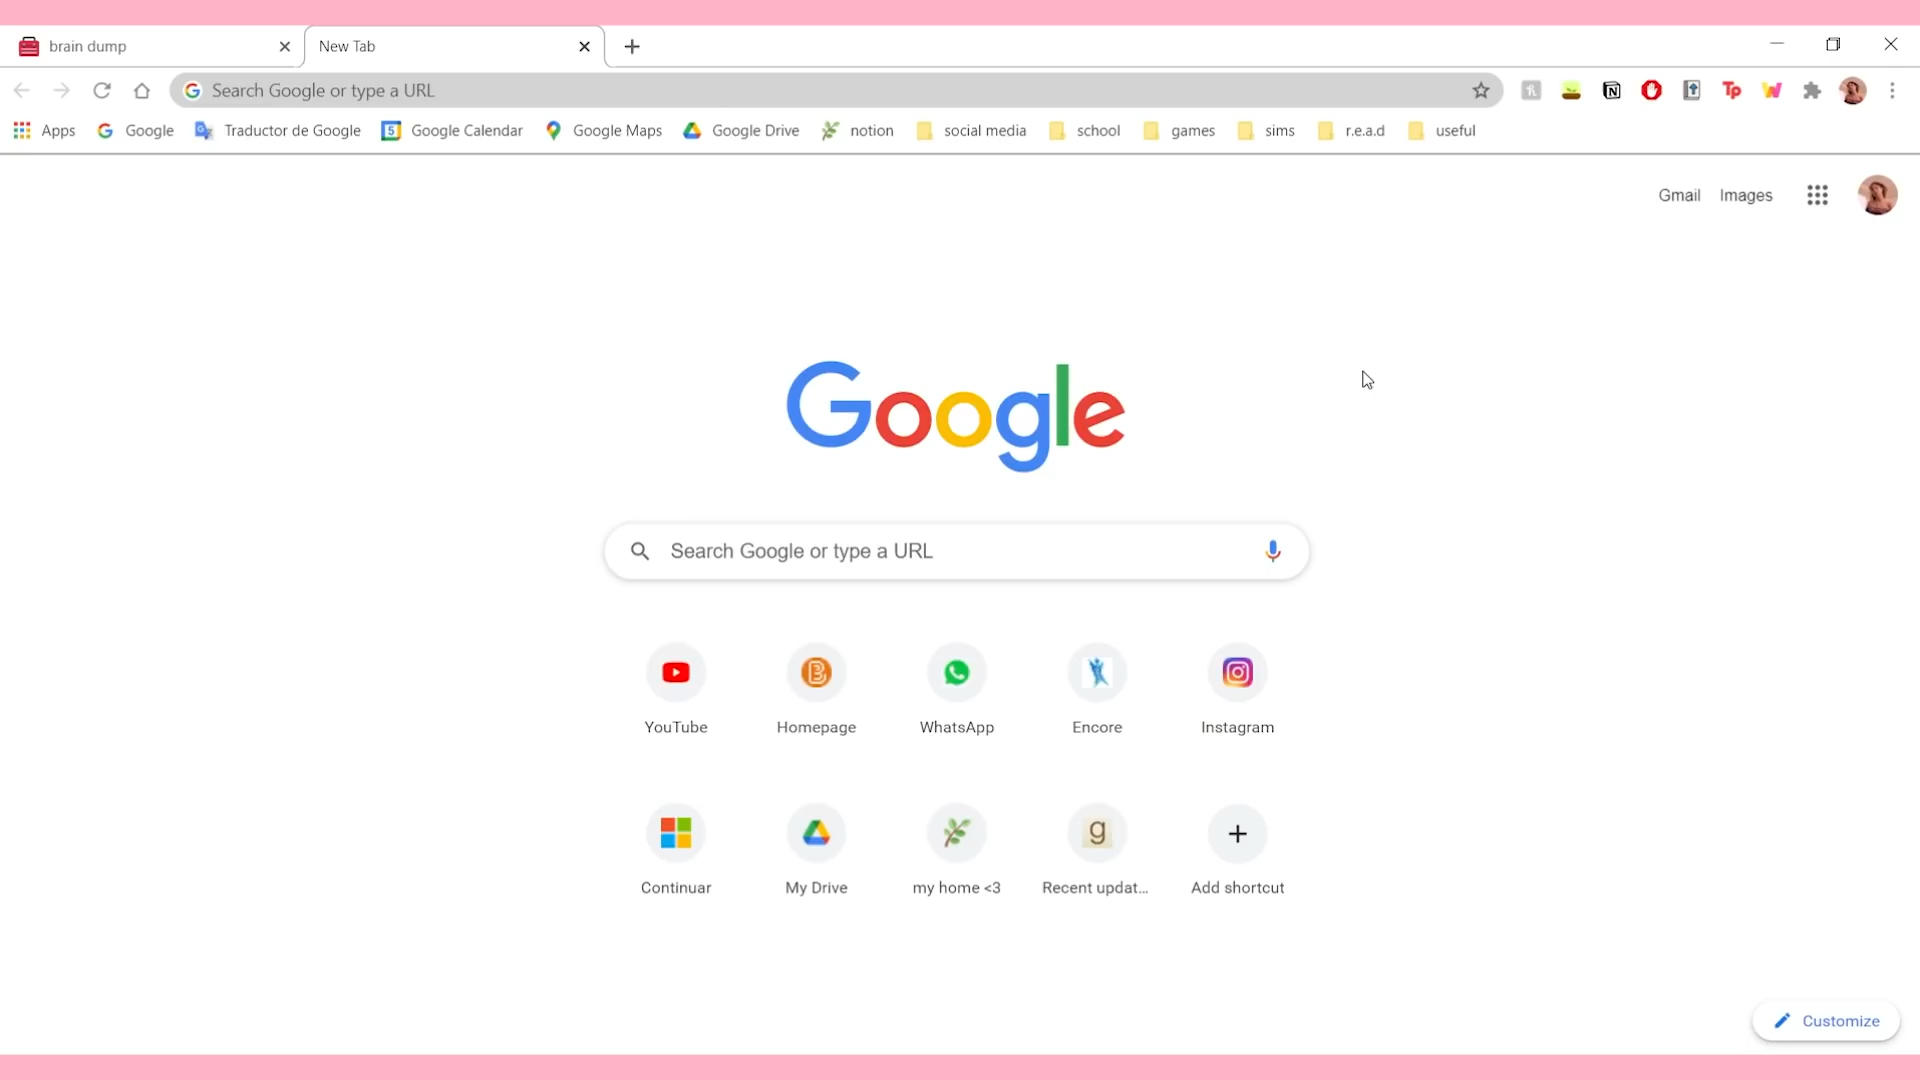 brain dump
New Tab
Search Google or type a URL
Apps
Google
Traductor de Google
Google Calendar
Google Maps
Google Drive
notion
social media
school
games
sims
r.e.a.d
useful
Gmail
Images
Google
Search Google or type a URL
YouTube
Homepage
WhatsApp
Encore
Instagram
Continuar
My Drive
my home <3
Recent updat...
Add shortcut
Customize